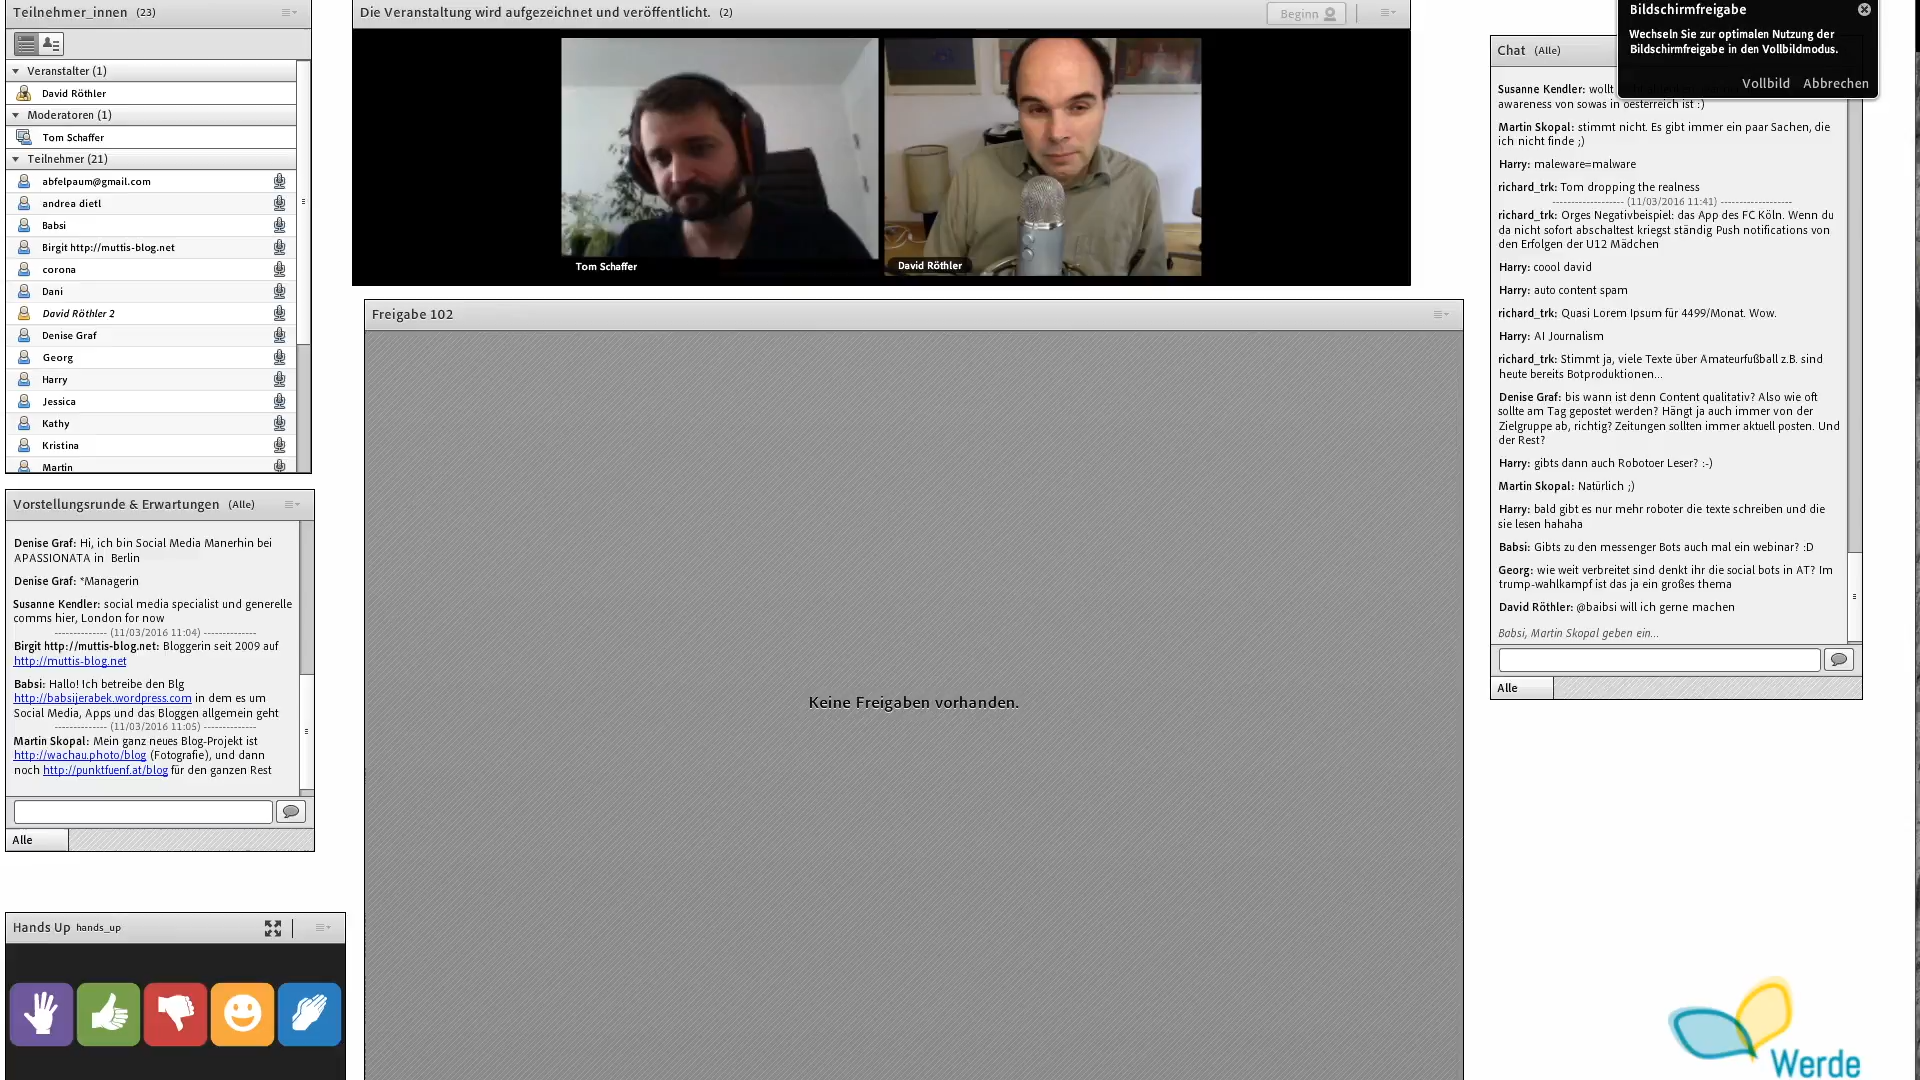 Teilnehmer_innen (23)
Veranstalter (1)
David Röthler
Moderatoren (1)
Tom Schaffer
Teilnehmer (21)
abfelpaum@gmail.com
andrea dietl
Babsi
Birgit http://muttis-blog.net
corona
Dani
David Röthler 2
Denise Graf
Georg
Harry
Jessica
Kathy
Kristina
Martin
Vorstellungsrunde & Erwartungen (Alle)
Denise Graf: Hi, ich bin Social Media Manerhin bei
APASSIONATA in Berlin
Denise Graf: *Managerin
Susanne Kendler: social media specialist und generelle
comms hier, London for now
-------------- (11/03/2016 11:04) --------------
Birgit http://muttis-blog.net: Bloggerin seit 2009 auf
http://muttis-blog.net
Babsi: Hallo! Ich betreibe den Blg
http://babsijerabek.wordpress.com in dem es um
Social Media, Apps und das Bloggen allgemein geht
-------------- (11/03/2016 11:05) --------------
Martin Skopal: Mein ganz neues Blog-Projekt ist
http://wachau.photo/blog (Fotografie), und dann
noch http://punktfuenf.at/blog für den ganzen Rest
Alle
Hands Up hands_up
Die Veranstaltung wird aufgezeichnet und veröffentlicht. (2)
Beginn
Tom Schaffer
David Röthler
Freigabe 102
Keine Freigaben vorhanden.
Bildschirmfreigabe
Wechseln Sie zur optimalen Nutzung der
Bildschirmfreigabe in den Vollbildmodus.
Vollbild Abbrechen
Chat (Alle)
Susanne Kendler: wollt
awareness von sowas in oesterreich ist :)
Martin Skopal: stimmt nicht. Es gibt immer ein paar Sachen, die
ich nicht finde ;)
Harry: maleware=malware
richard_trk: Tom dropping the realness
------------------- (11/03/2016 11:41) -------------------
richard_trk: Orges Negativbeispiel: das App des FC Köln. Wenn du
da nicht sofort abschaltest kriegst ständig Push notifications von
den Erfolgen der U12 Mädchen
Harry: coool david
Harry: auto content spam
richard_trk: Quasi Lorem Ipsum für 4499/Monat. Wow.
Harry: AI Journalism
richard_trk: Stimmt ja, viele Texte über Amateurfußball z.B. sind
heute bereits Botproduktionen...
Denise Graf: bis wann ist denn Content qualitativ? Also wie oft
sollte am Tag gepostet werden? Hängt ja auch immer von der
Zielgruppe ab, richtig? Zeitungen sollten immer aktuell posten. Und
der Rest?
Harry: gibts dann auch Robotoer Leser? :-)
Martin Skopal: Natürlich ;)
Harry: bald gibt es nur mehr roboter die texte schreiben und die
sie lesen hahaha
Babsi: Gibts zu den messenger Bots auch mal ein webinar? :D
Georg: wie weit verbreitet sind denkt ihr die social bots in AT? Im
trump-wahlkampf ist das ja ein großes thema
David Röthler: @baibsi will ich gerne machen
Babsi, Martin Skopal geben ein...
Alle
Werde